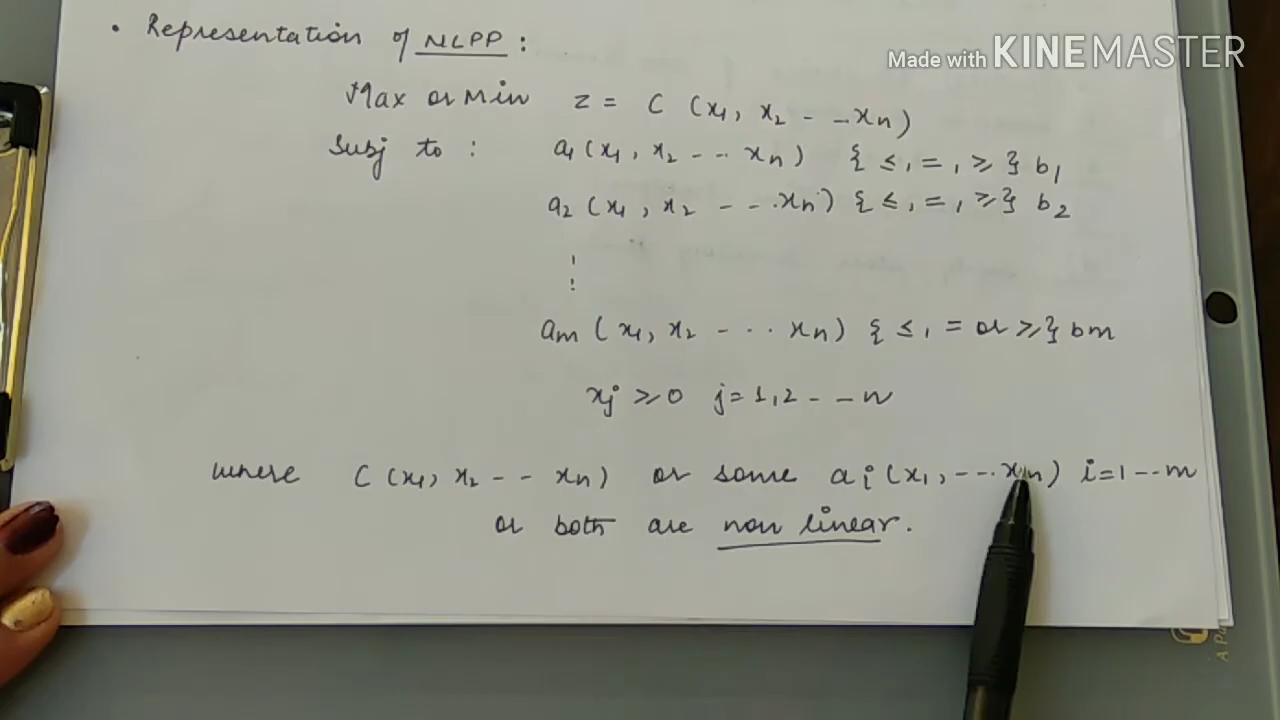 • Representation of NLPP :
Made with KINEMASTER
Max or Min z = C (x1, x2 - - xn)
Subj to : a1 (x1, x2 - - - xn) { ≤ , = , ≥ } b1
a2 (x1, x2 - - - xn) { ≤ , = , ≥ } b2
am (x1, x2 - - - - xn) { ≤ , = or ≥ } bm
xj ≥ 0 j = 1,2 - - n
where C (x1, x2 - - xn) or some ai (x1, - - - xn) i = 1 - - m
or both are non linear.